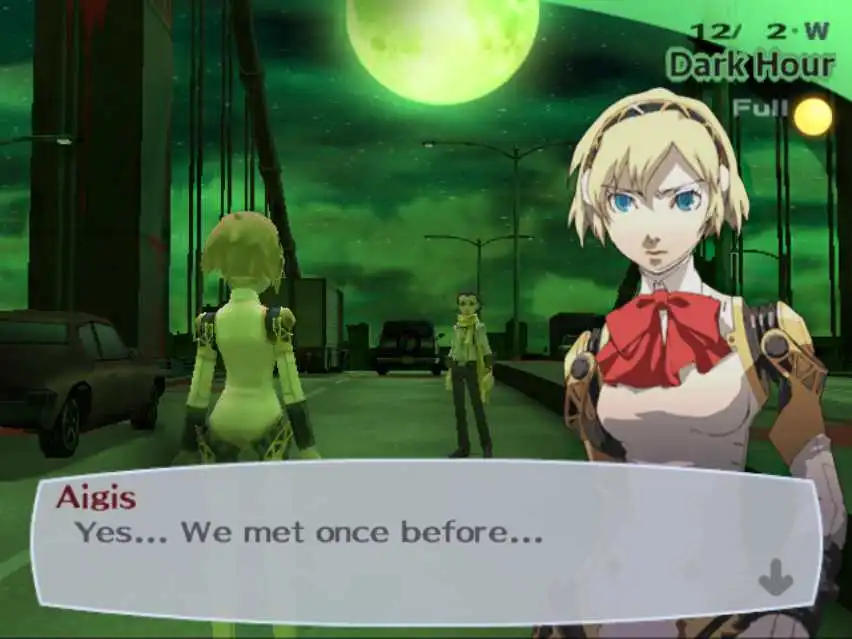 12/ 2・W
Dark Hour
Full
Aigis
Yes... We met once before...